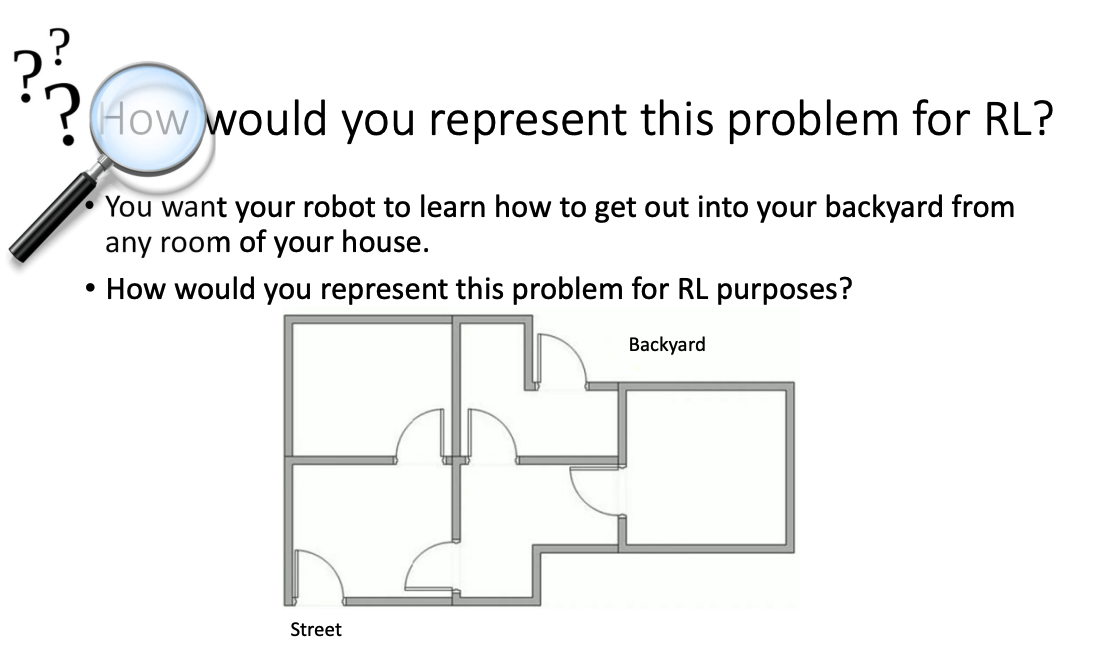 ?
?
?
How would you represent this problem for RL?
• You want your robot to learn how to get out into your backyard from
any room of your house.
• How would you represent this problem for RL purposes?
Backyard
Street